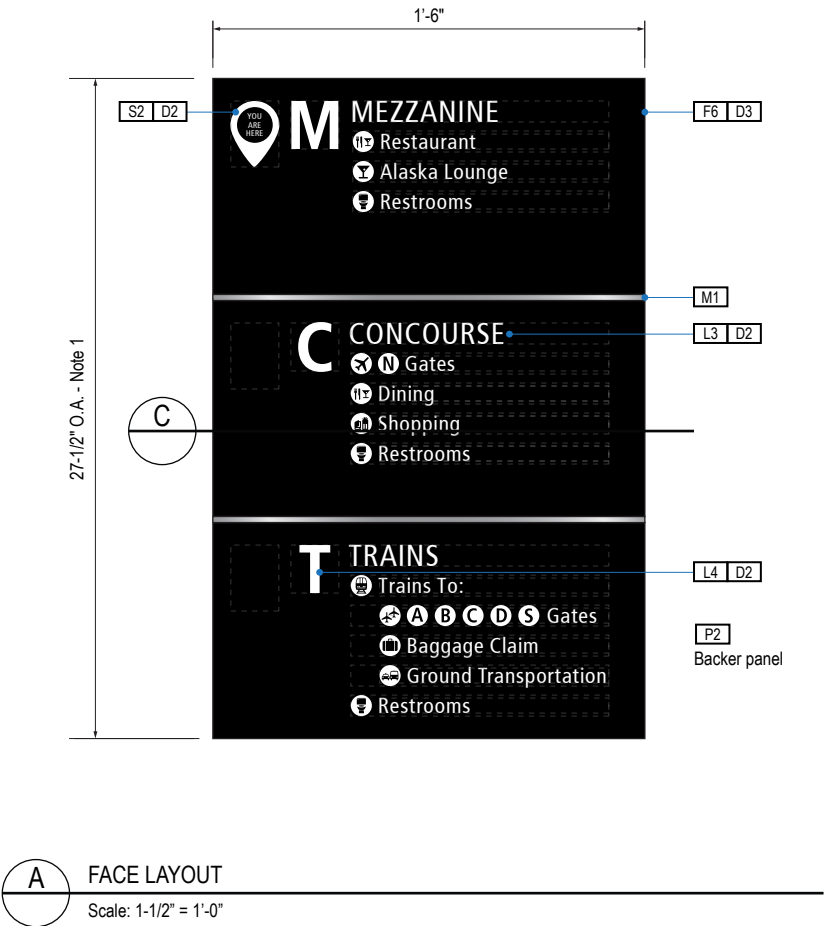 1’-6"
S2 D2
YOU
ARE
HERE
M MEZZANINE
Restaurant
Alaska Lounge
Restrooms
F6 D3
M1
C CONCOURSE
L3 D2
N Gates
Dining
Shopping
Restrooms
27-1/2" O.A. - Note 1
C
T TRAINS
Trains To:
L4 D2
A B C D S Gates
Baggage Claim
Ground Transportation
Restrooms
P2
Backer panel
A FACE LAYOUT
Scale: 1-1/2” = 1’-0”